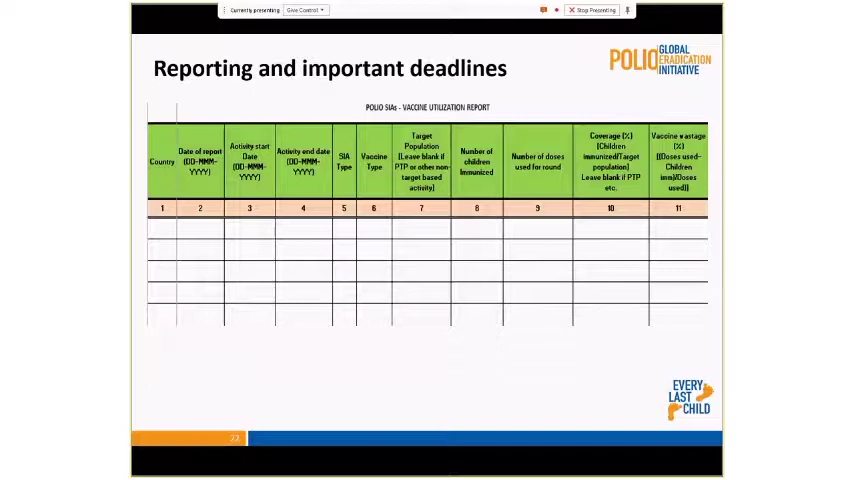 Currently presenting Give Control Stop Presenting
Reporting and important deadlines
POLIO GLOBAL
ERADICATION
INITIATIVE
POLIO SIAs - VACCINE UTILIZATION REPORT
Country
Date of report
(DD-MMM-
YYYY)
Activity start
Date
(DD-MMM-
YYYY)
Activity end date
(DD-MMM-
YYYY)
SIA
Type
Vaccine
Type
Target
Population
(Leave blank if
PTP or other non-
target based
activity)
Number of
children
Immunized
Number of doses
used for round
Coverage (%)
(Children
immunized/Target
population)
Leave blank if PTP
etc.
Vaccine wastage
(%)
((Doses used-
Children
imm)/Doses
used))
1 2 3 4 5 6 7 8 9 10 11
EVERY
LAST
CHILD
22